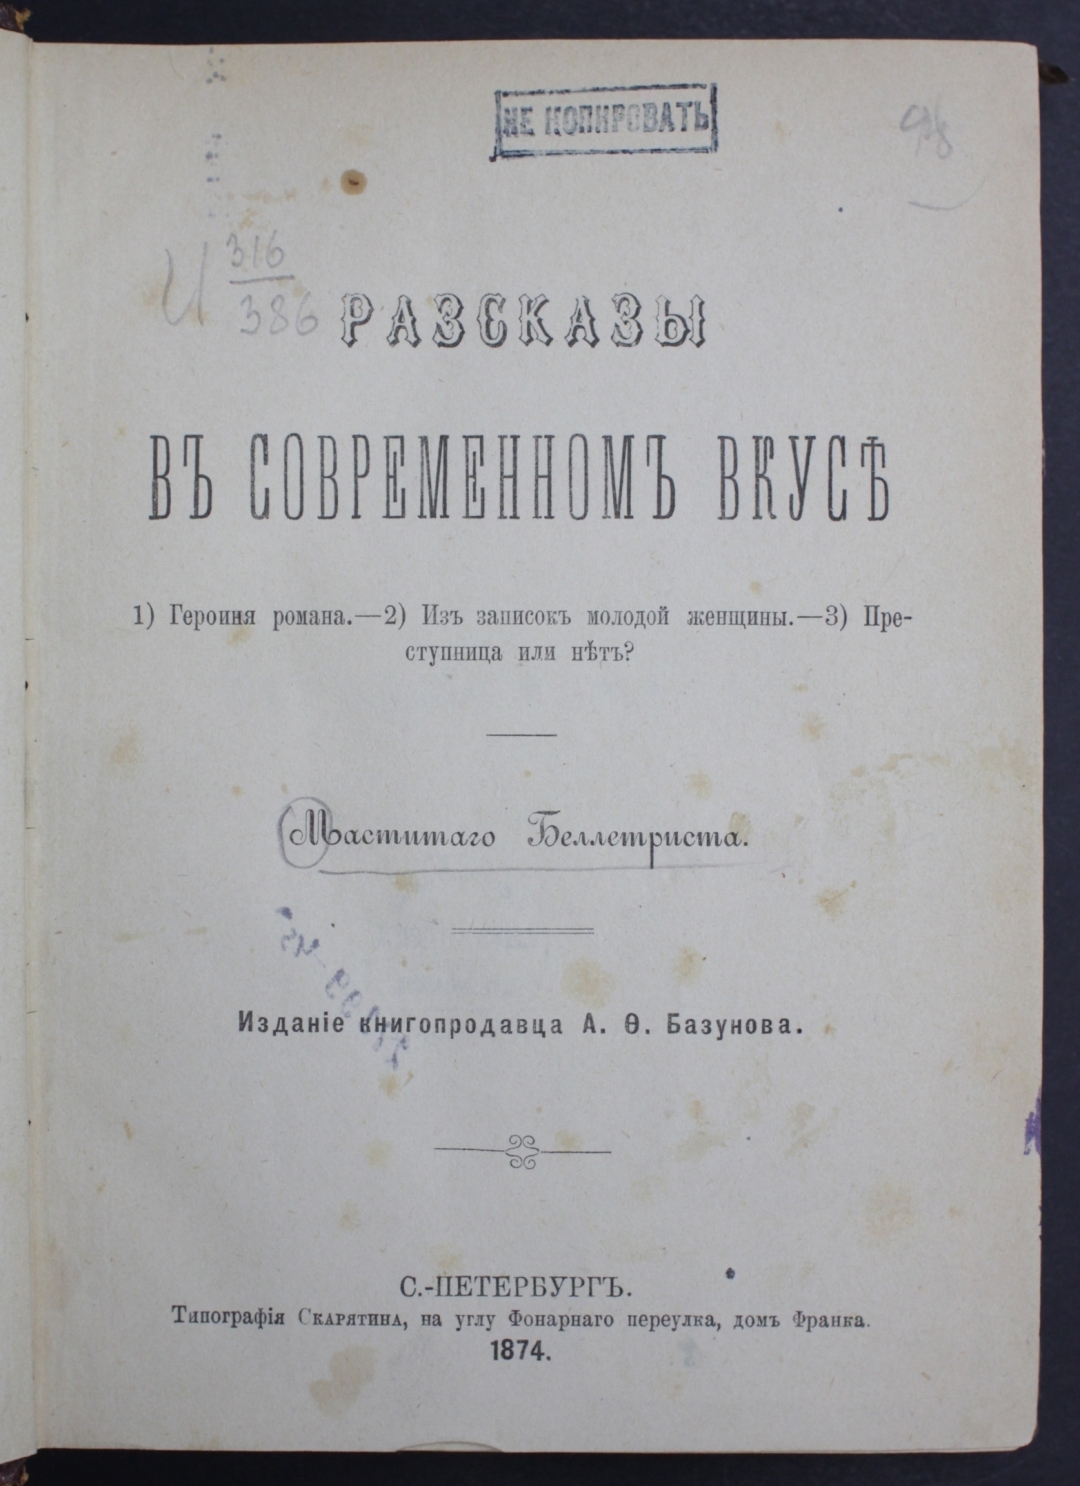 НЕ КОПИРОВАТЬ
И 316
386
РАЗСКАЗЫ
ВЪ СОВРЕМЕННОМЪ ВКУСѢ
1) Героиня романа.—2) Изъ записокъ молодой женщины.—3) Пре-
ступница или нѣтъ?
Маститаго Беллетриста.
Изданіе книгопродавца А. Ѳ. Базунова.
С.-ПЕТЕРБУРГЪ.
Типографія Скарятина, на углу Фонарнаго переулка, домъ Франка.
1874.